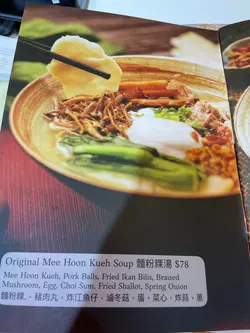 Original Mee Hoon Kueh Soup 麵粉粿湯 $78
Mee Hoon Kueh, Pork Balls, Fried Ikan Bilis, Braised
Mushroom, Egg, Choi Sum, Fried Shallot, Spring Onion
麵粉粿,﹑豬肉丸﹐炸江魚仔﹐滷冬菇﹐蛋﹐菜心﹐炸蒜﹐蔥